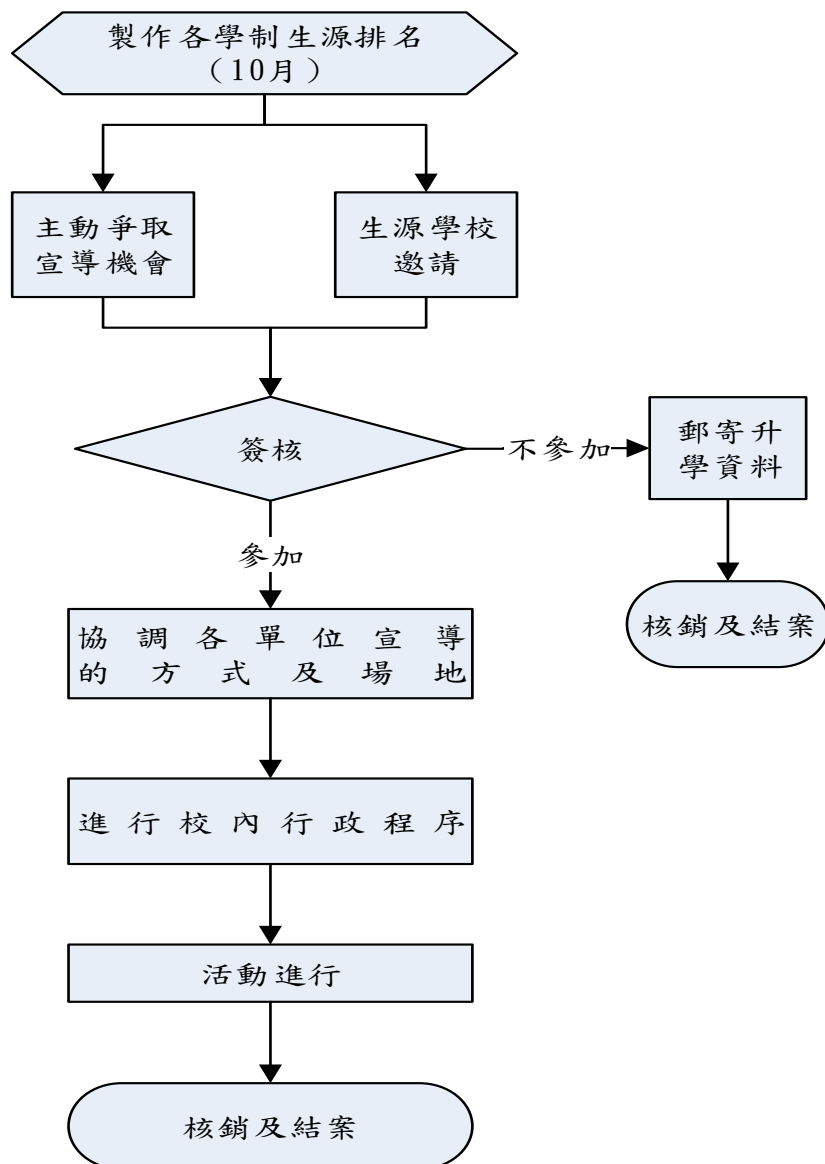 製作各學制生源排名
（10月）
主動爭取
宣導機會
生源學校
邀請
簽核
不參加
郵寄升
學資料
參加
核銷及結案
協調各單位宣導
的方式及場地
進行校內行政程序
活動進行
核銷及結案